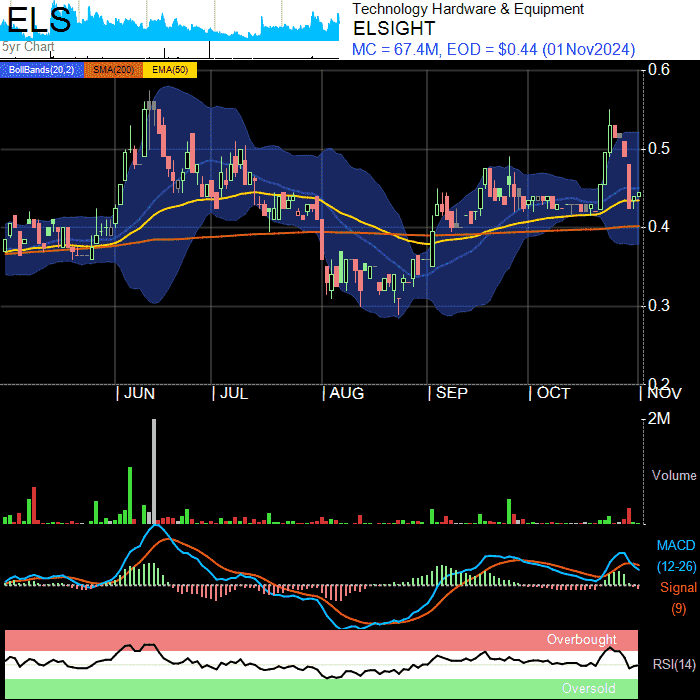 ELS
5yr Chart
Technology Hardware & Equipment
ELSIGHT
MC = 67.4M, EOD = $0.44 (01Nov2024)
BollBands(20,2) SMA(200) EMA(50)
0.6
0.5
0.4
0.3
0.2
JUN JUL AUG SEP OCT NOV
2M
Volume
MACD
(12-26)
Signal
(9)
Overbought
RSI(14)
Oversold